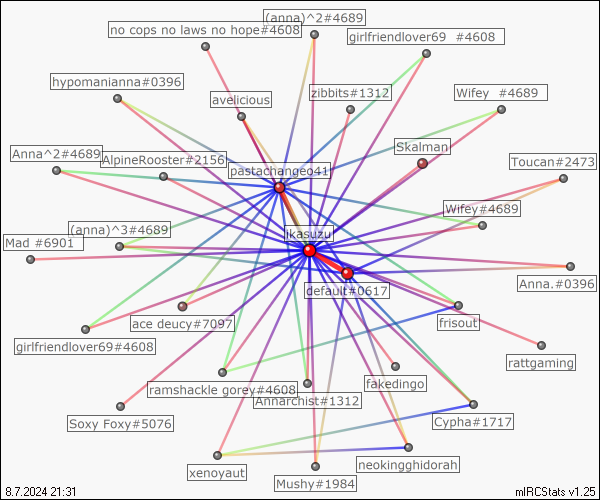 (anna)^2#4689
no cops no laws no hope#4608
girlfriendlover69 #4608
hypomanianna#0396
zibbits#1312
Wifey #4689
avelicious
Skalman
Anna^2#4689
AlpineRooster#2156
Toucan#2473
pastachangeo41
Wifey#4689
(anna)^3#4689
ikasuzu
Mad #6901
default#0617
Anna.#0396
ace deucy#7097
frisout
girlfriendlover69#4608
rattgaming
ramshackle gorey#4608
fakedingo
Annarchist#1312
Soxy Foxy#5076
Cypha#1717
xenoyaut
neokingghidorah
Mushy#1984
8.7.2024 21:31
mIRCStats v1.25